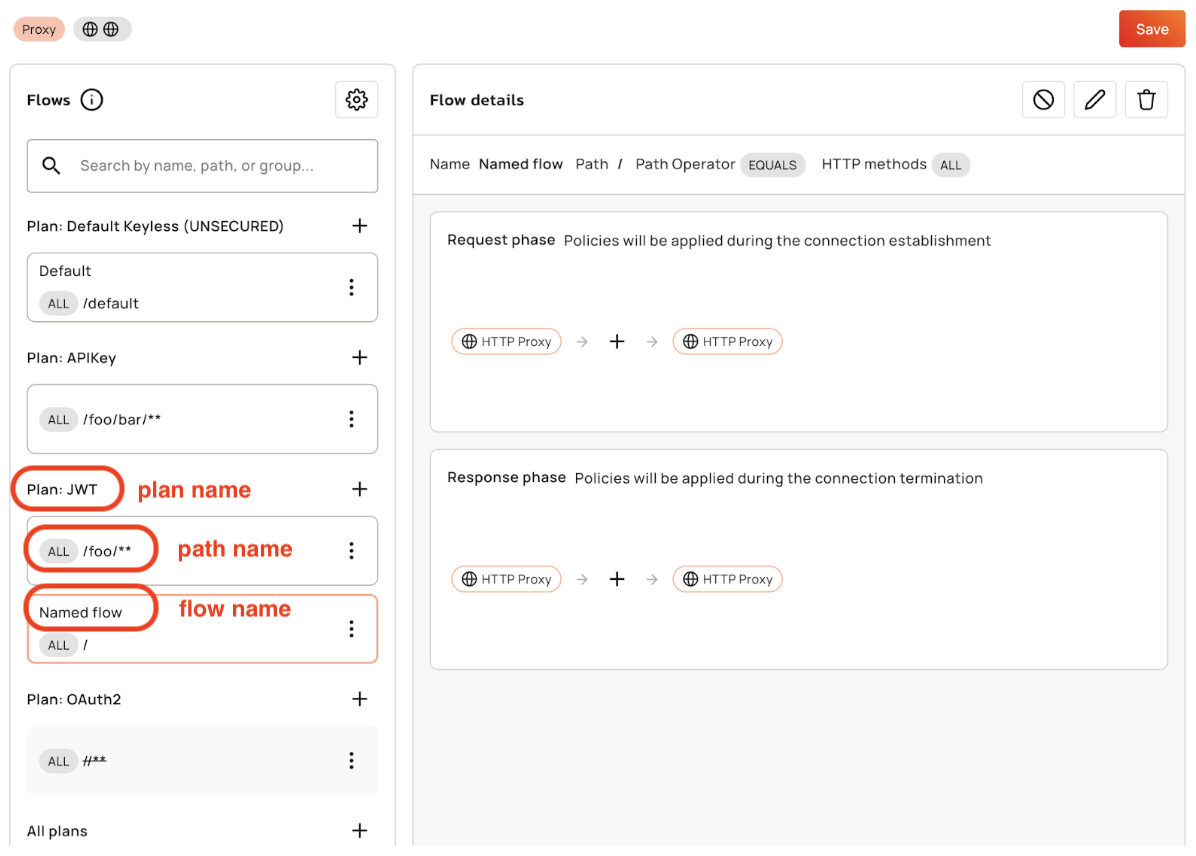 Proxy
Save
Flows
Search by name, path, or group...
Plan: Default Keyless (UNSECURED)
Default
ALL /default
Plan: APIKey
ALL /foo/bar/**
Plan: JWT plan name
ALL /foo/** path name
Named flow flow name
ALL /
Plan: OAuth2
ALL //**
All plans
Flow details
Name Named flow Path / Path Operator EQUALS HTTP methods ALL
Request phase Policies will be applied during the connection establishment
HTTP Proxy → + → HTTP Proxy
Response phase Policies will be applied during the connection termination
HTTP Proxy → + → HTTP Proxy